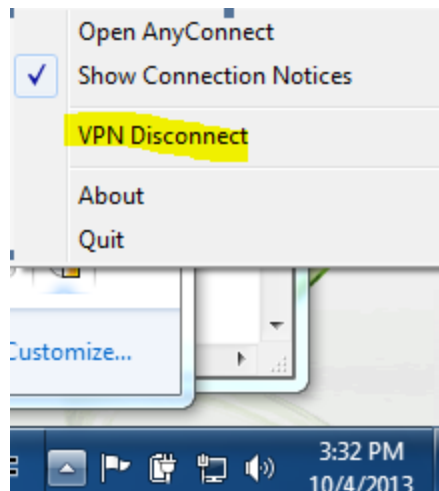 Open AnyConnect
Show Connection Notices
VPN Disconnect
About
Quit
Customize...
3:32 PM
10/4/2013